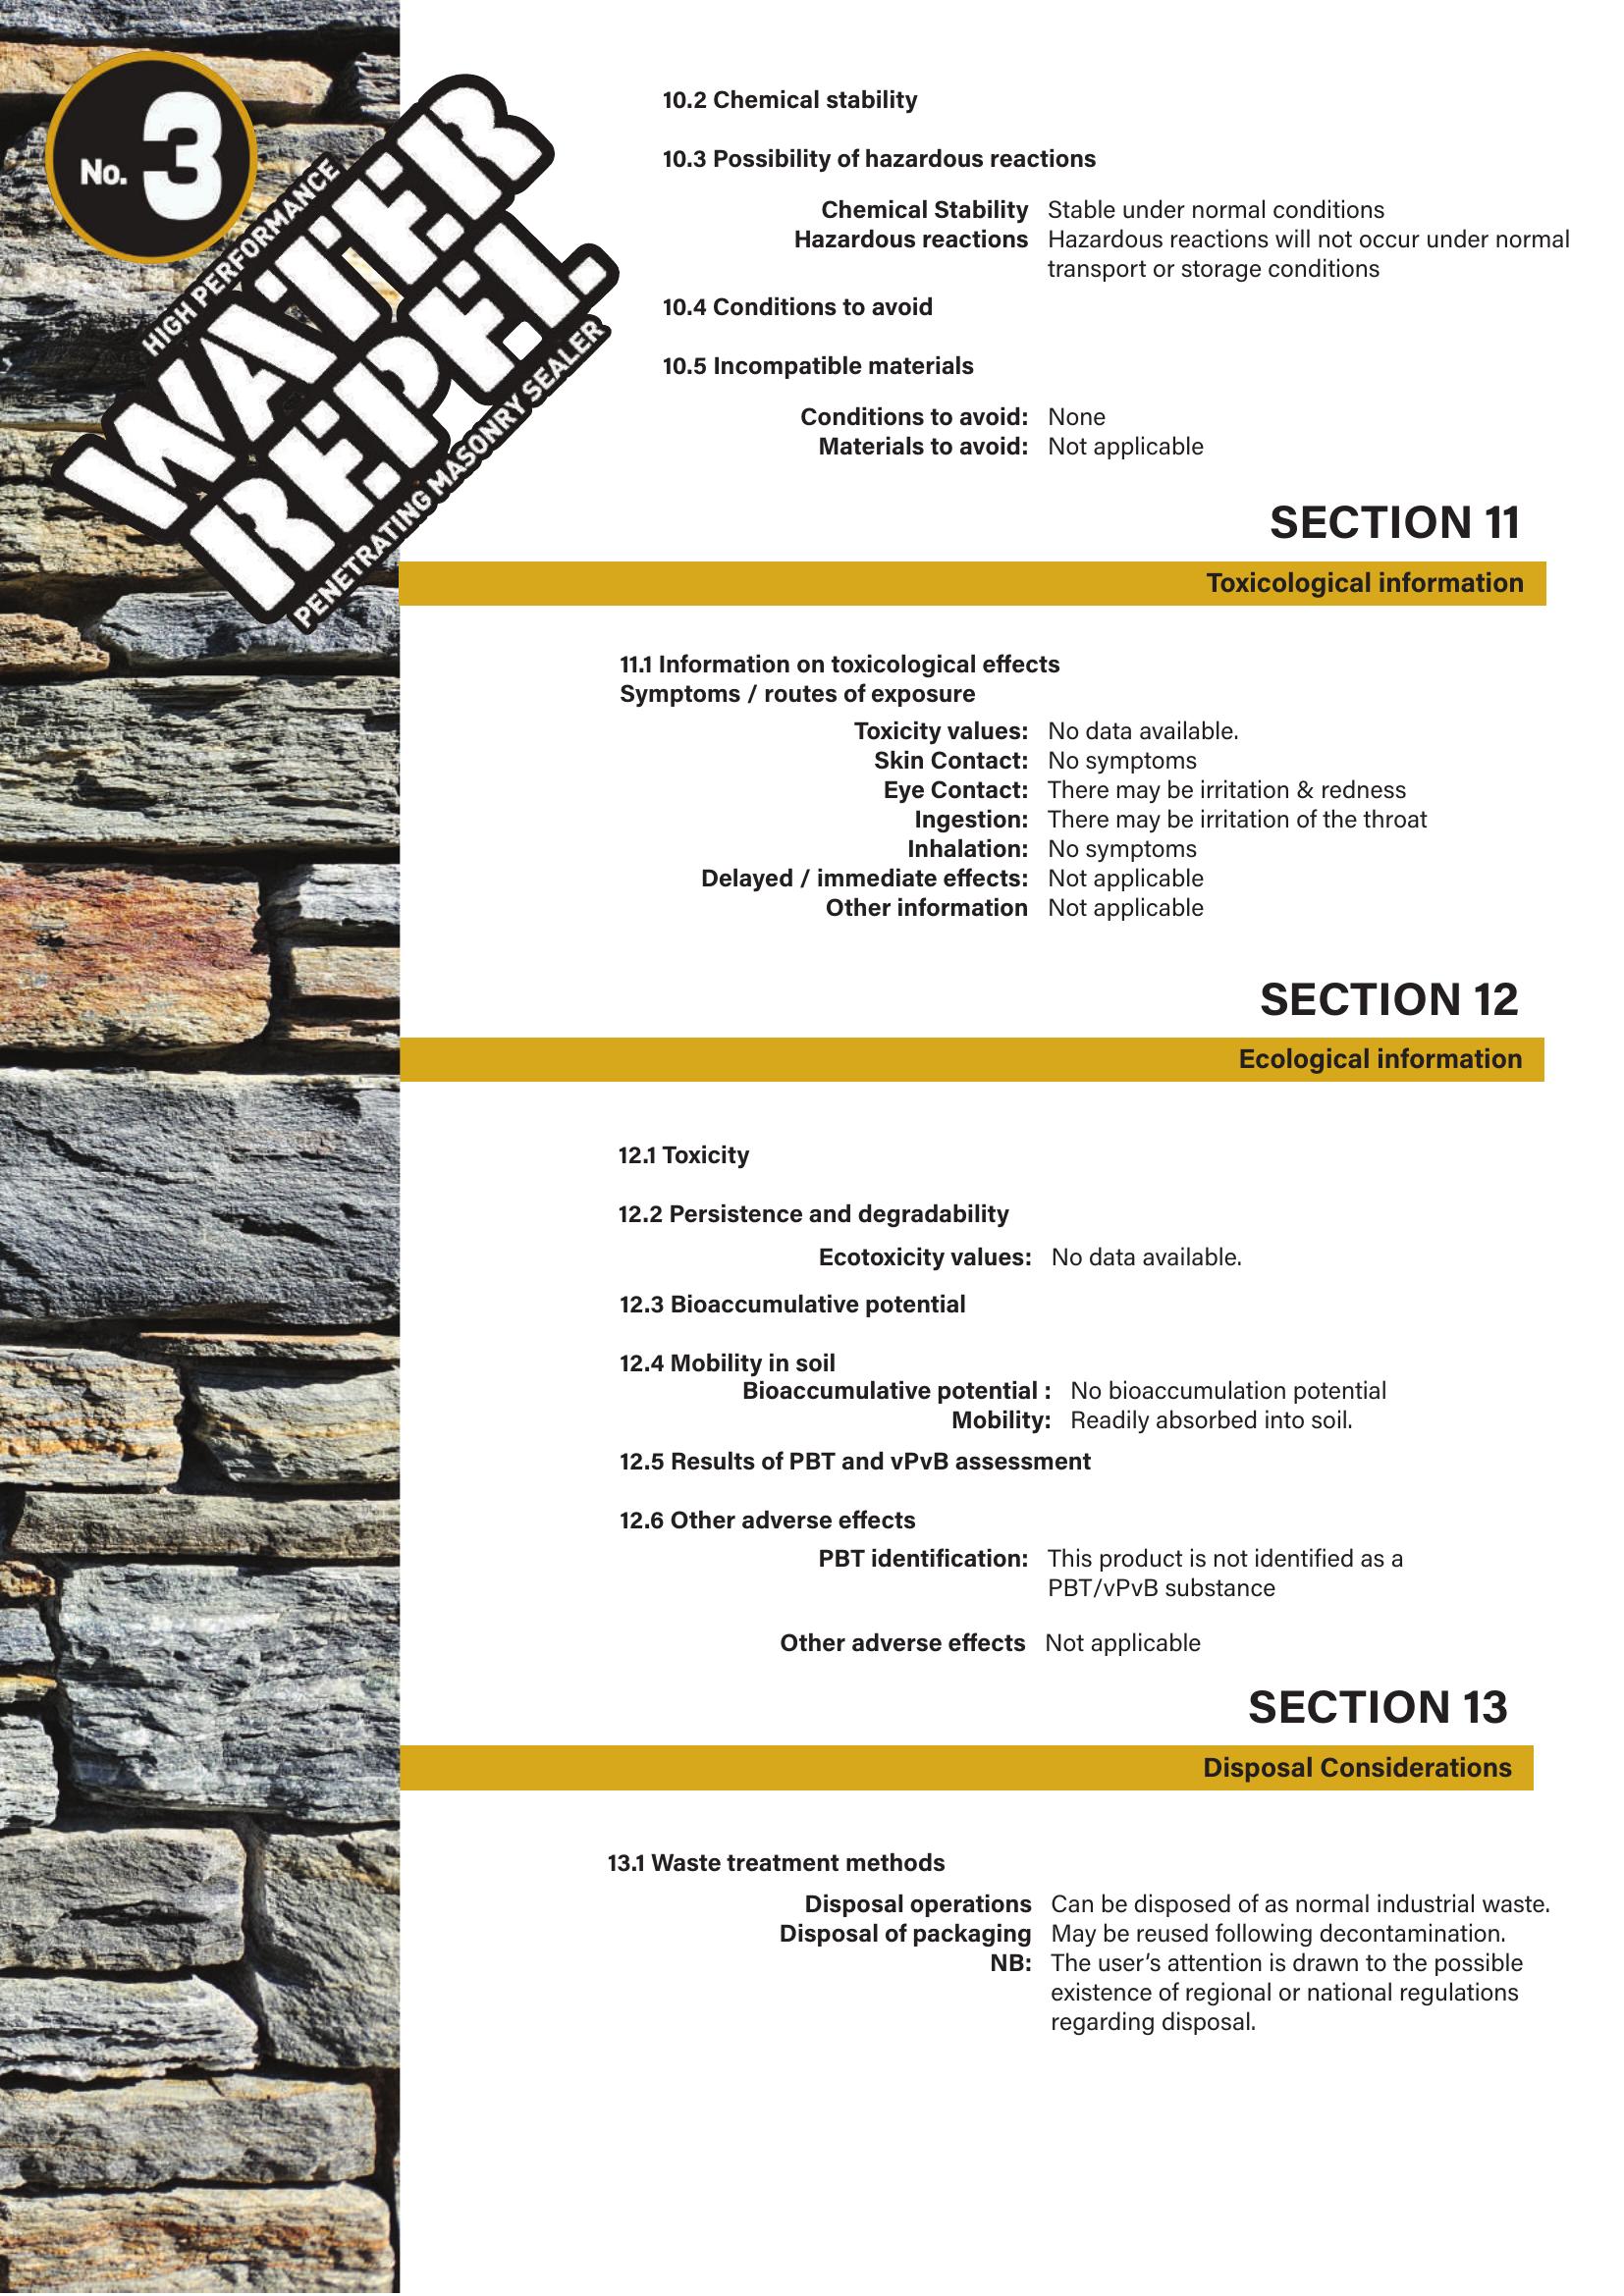 No. 3
HIGH PERFORMANCE
WATER
REPEL
PENETRATING MASONRY SEALER
10.2 Chemical stability
10.3 Possibility of hazardous reactions
Chemical Stability Stable under normal conditions
Hazardous reactions Hazardous reactions will not occur under normal
transport or storage conditions
10.4 Conditions to avoid
10.5 Incompatible materials
Conditions to avoid: None
Materials to avoid: Not applicable
SECTION 11
Toxicological information
11.1 Information on toxicological effects
Symptoms / routes of exposure
Toxicity values: No data available.
Skin Contact: No symptoms
Eye Contact: There may be irritation & redness
Ingestion: There may be irritation of the throat
Inhalation: No symptoms
Delayed / immediate effects: Not applicable
Other information Not applicable
SECTION 12
Ecological information
12.1 Toxicity
12.2 Persistence and degradability
Ecotoxicity values: No data available.
12.3 Bioaccumulative potential
12.4 Mobility in soil
Bioaccumulative potential : No bioaccumulation potential
Mobility: Readily absorbed into soil.
12.5 Results of PBT and vPvB assessment
12.6 Other adverse effects
PBT identification: This product is not identified as a
PBT/vPvB substance
Other adverse effects Not applicable
SECTION 13
Disposal Considerations
13.1 Waste treatment methods
Disposal operations Can be disposed of as normal industrial waste.
Disposal of packaging May be reused following decontamination.
NB: The user’s attention is drawn to the possible
existence of regional or national regulations
regarding disposal.